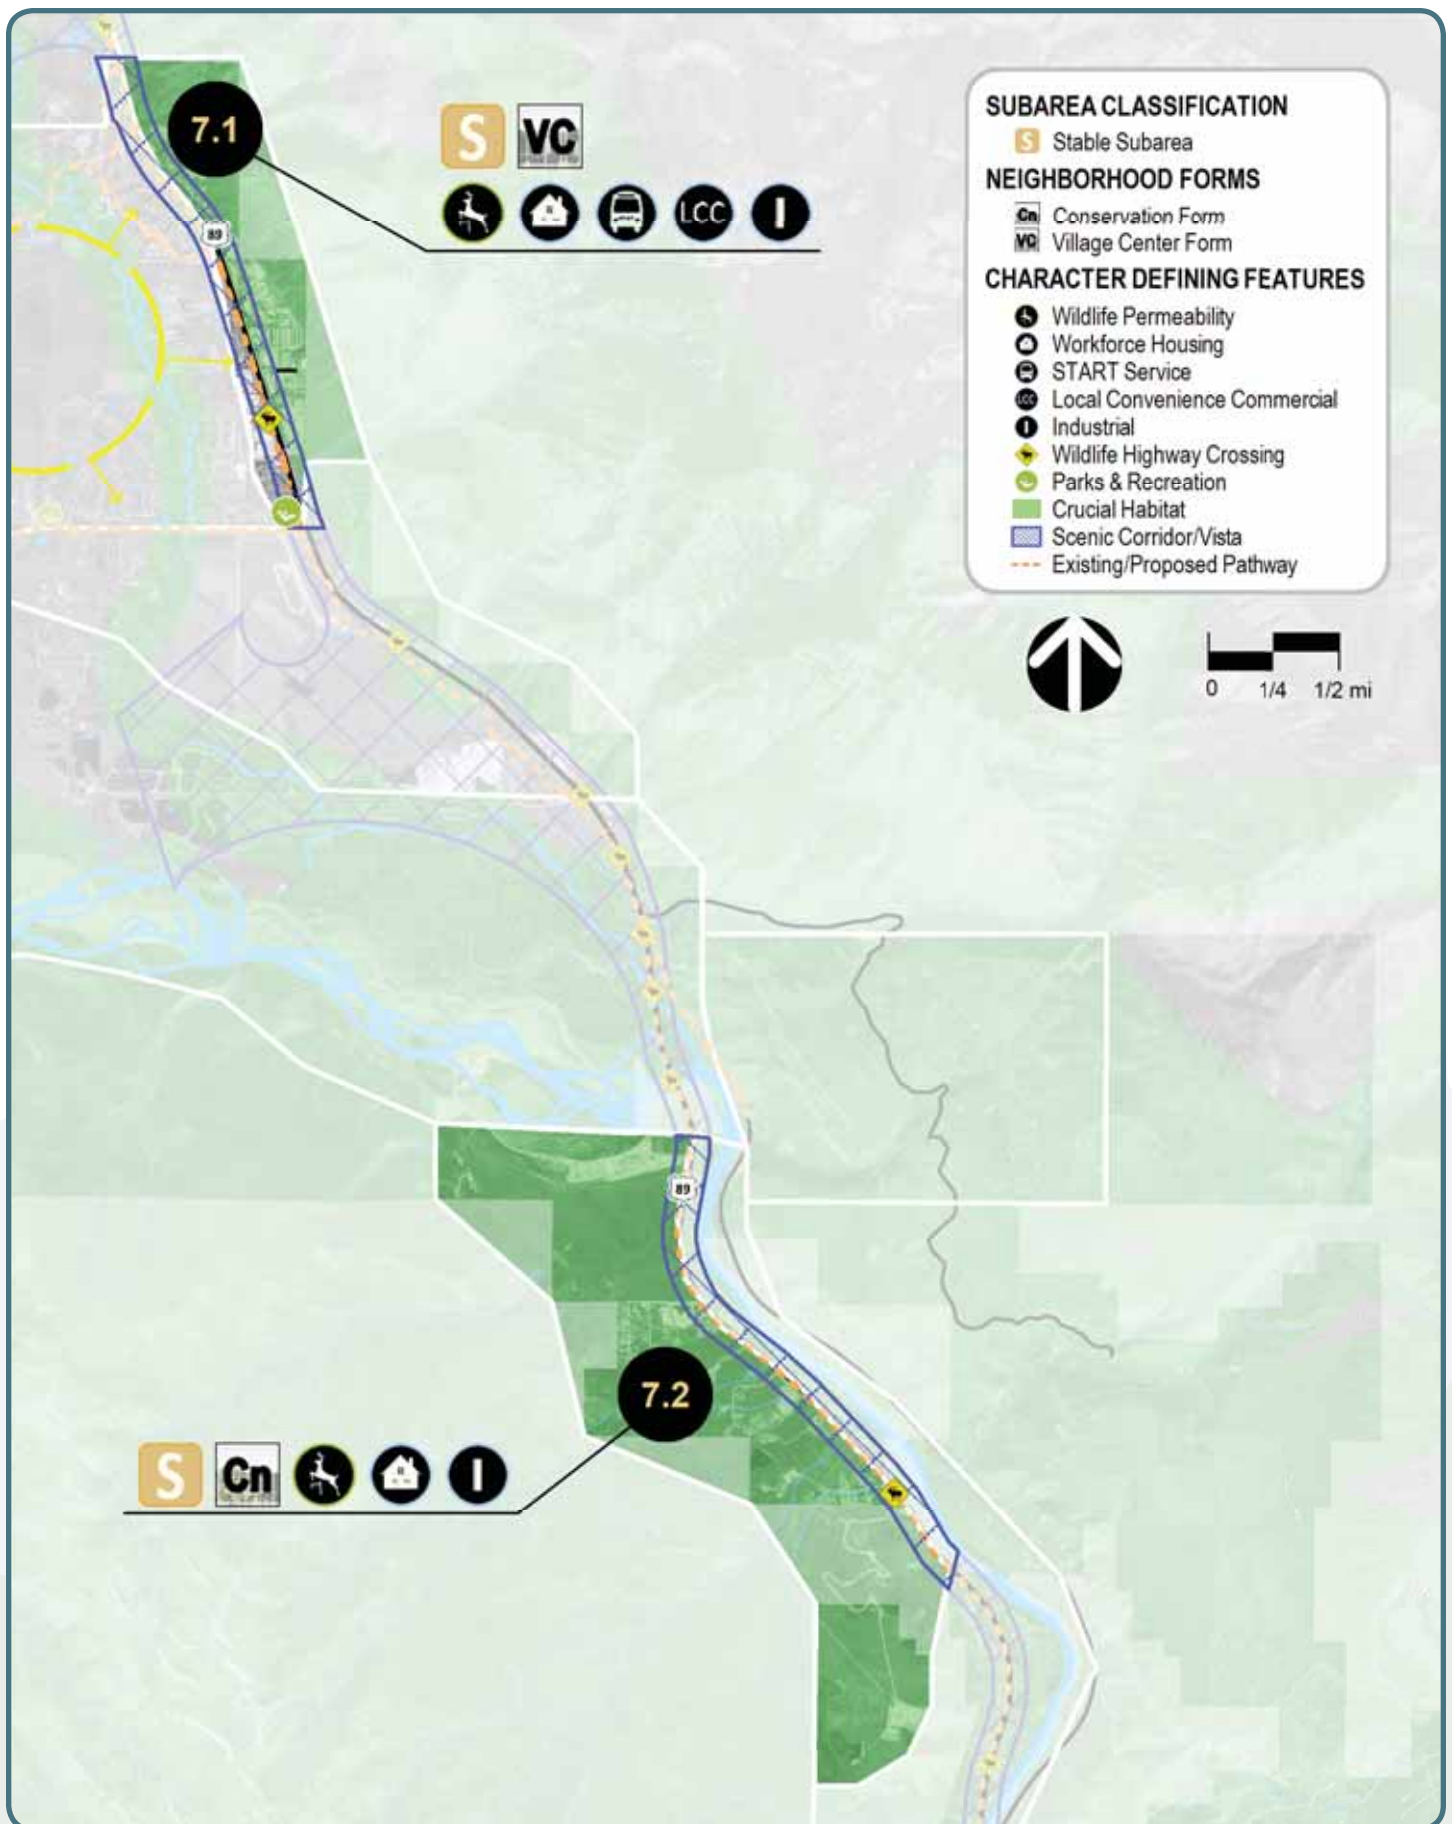 7.1
S VC
LCC I
89
SUBAREA CLASSIFICATION
S Stable Subarea
NEIGHBORHOOD FORMS
Cn Conservation Form
VC Village Center Form
CHARACTER DEFINING FEATURES
Wildlife Permeability
Workforce Housing
START Service
LCC Local Convenience Commercial
I Industrial
Wildlife Highway Crossing
Parks & Recreation
Crucial Habitat
Scenic Corridor/Vista
Existing/Proposed Pathway
0 1/4 1/2 mi
89
7.2
S Cn I